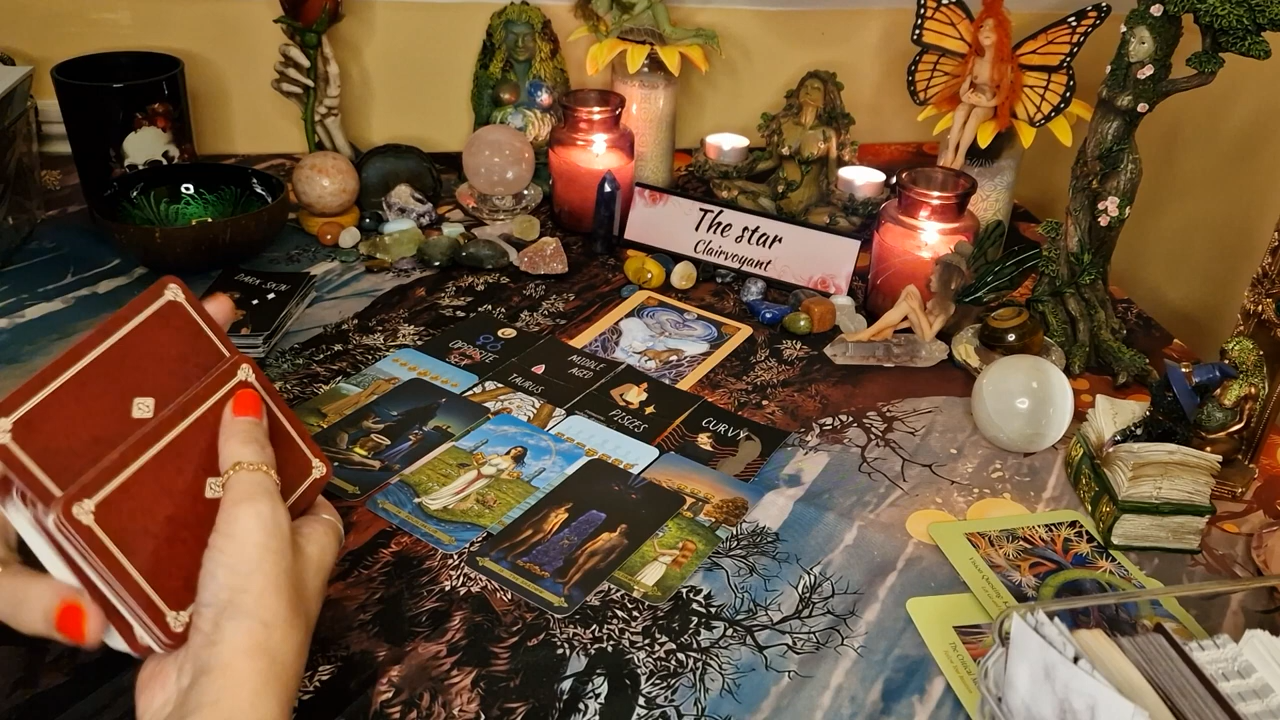 The star
Clairvoyant
DARK SKIN
OPPOSITE
SEX
MIDDLE
AGED
TAURUS
PISCES
CURVY